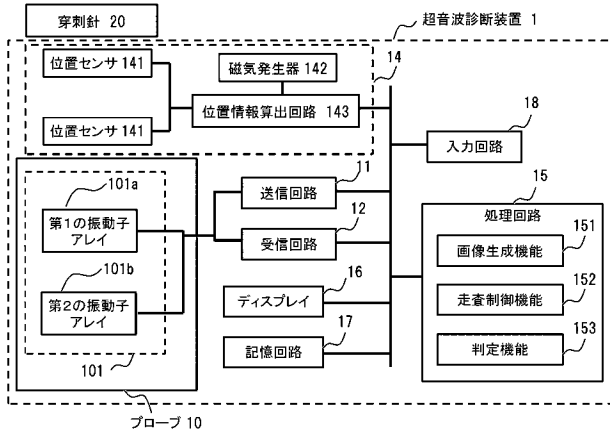 穿刺針 20
超音波診断装置 1
位置センサ 141
磁気発生器 142
14
位置情報算出回路 143
位置センサ 141
18
入力回路
101a
第1の振動子
アレイ
101b
第2の振動子
アレイ
101
プローブ 10
11
送信回路
12
受信回路
16
ディスプレイ
17
記憶回路
15
処理回路
画像生成機能
151
走査制御機能
152
判定機能
153